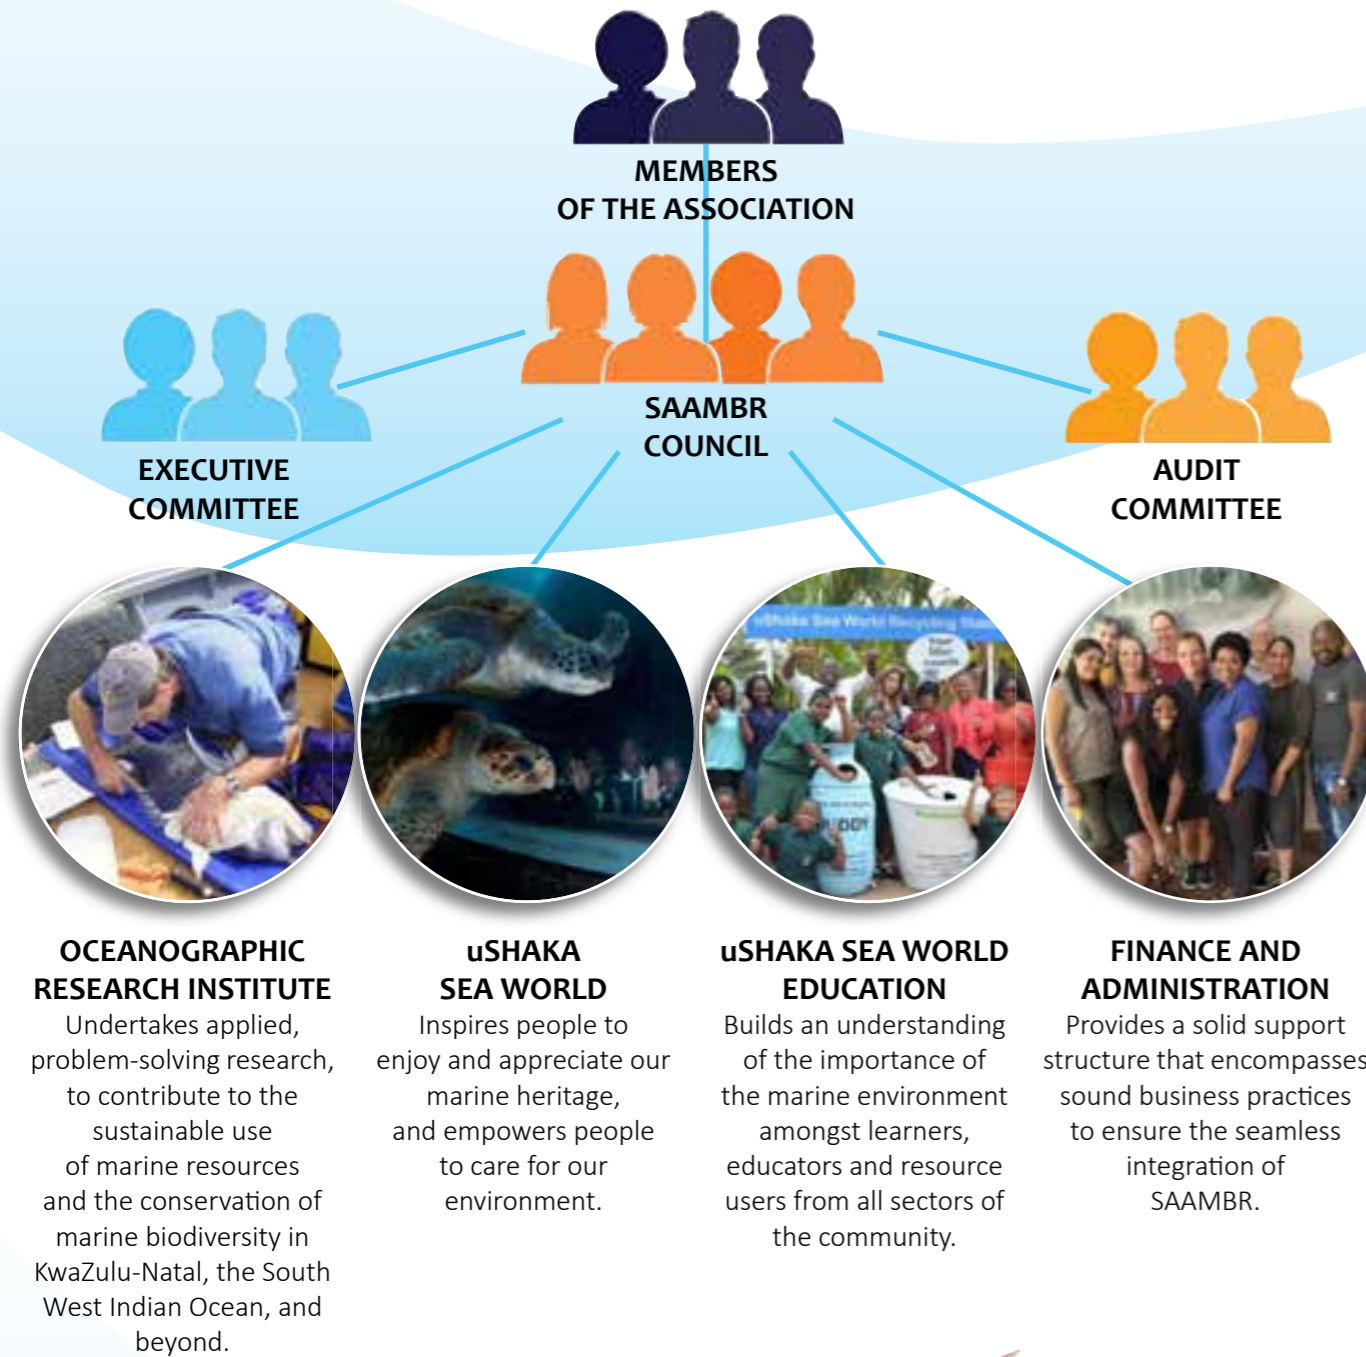 MEMBERS
OF THE ASSOCIATION
SAAMBR
COUNCIL
EXECUTIVE
COMMITTEE
AUDIT
COMMITTEE
uShaka Sea World Recycling
OCEANOGRAPHIC
RESEARCH INSTITUTE
Undertakes applied,
problem-solving research,
to contribute to the
sustainable use
of marine resources
and the conservation of
marine biodiversity in
KwaZulu-Natal, the South
West Indian Ocean, and
beyond.
uSHAKA
SEA WORLD
Inspires people to
enjoy and appreciate our
marine heritage,
and empowers people
to care for our
environment.
uSHAKA SEA WORLD
EDUCATION
Builds an understanding
of the importance of
the marine environment
amongst learners,
educators and resource
users from all sectors of
the community.
FINANCE AND
ADMINISTRATION
Provides a solid support
structure that encompasses
sound business practices
to ensure the seamless
integration of
SAAMBR.